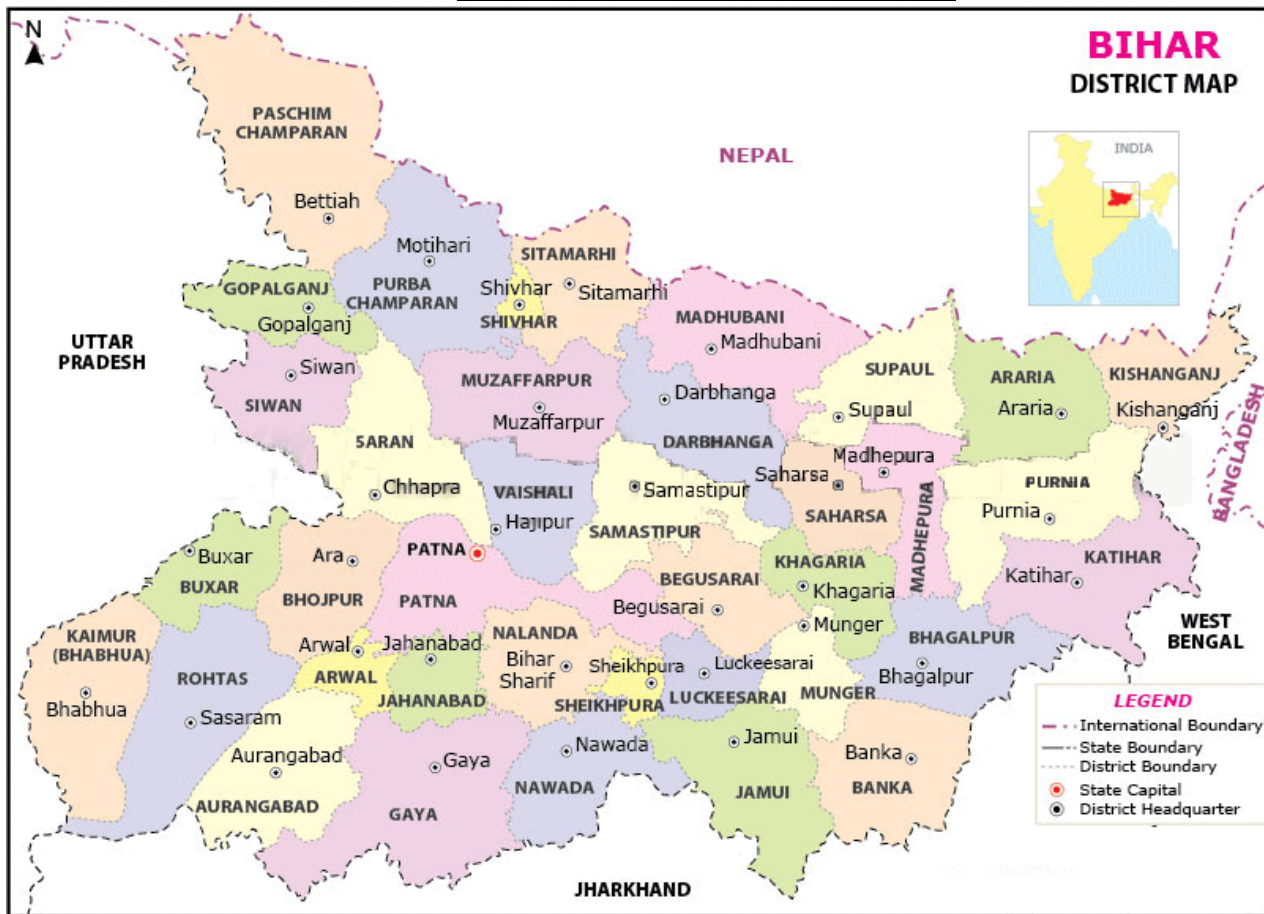 N
BIHAR
DISTRICT MAP
INDIA
NEPAL
PASCHIM
CHAMPARAN
Bettiah
Motihari
PURBA
CHAMPARAN
SITAMARHI
Sitamarhi
Shivhar
SHIVHAR
GOPALGANJ
Gopalganj
UTTAR
PRADESH
Siwan
SIWAN
MADHUBANI
Madhubani
MUZAFFARPUR
Muzaffarpur
Darbhanga
DARBHANGA
SUPAUL
Supaul
ARARIA
Araria
KISHANGANJ
Kishanganj
BANGLADESH
SARAN
Chhapra
VAISHALI
Hajipur
Samastipur
SAMASTIPUR
Saharsa
SAHARSA
Madhepura
MADHEPURA
PURNIA
Purnia
KATIHAR
Katihar
Buxar
BUXAR
Ara
BHOJPUR
PATNA
PATNA
BEGUSARAI
Begusarai
KHAGARIA
Khagaria
Munger
MUNGER
BHAGALPUR
Bhagalpur
WEST
BENGAL
KAIMUR
(BHABHUA)
Bhabhua
ROHTAS
Sasaram
Arwal
ARWAL
Jahanabad
JAHANABAD
NALANDA
Bihar
Sharif
Sheikhpura
SHEIKHPURA
Luckeesarai
LUCKEESARAI
Aurangabad
AURANGABAD
Gaya
GAYA
Nawada
NAWADA
Jamui
JAMUI
Banka
BANKA
JHARKHAND
LEGEND
International Boundary
State Boundary
District Boundary
State Capital
District Headquarter